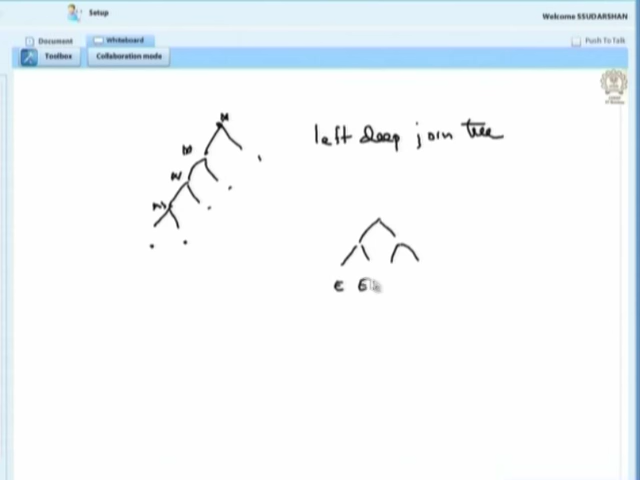 Setup
Welcome SSUDARSHAN
Document
Whiteboard
Push To Talk
Toolbox
Collaboration mode
left deep join tree
E E